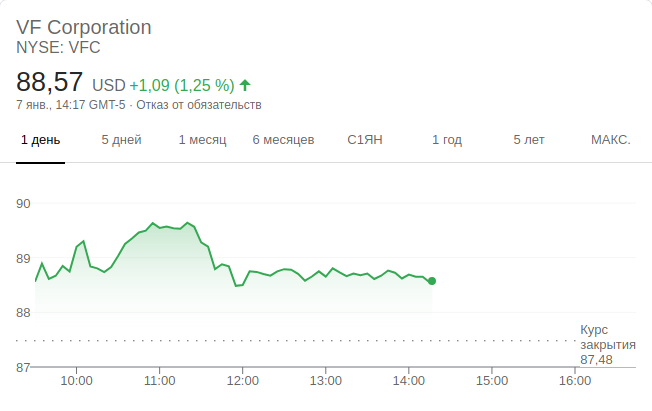 VF Corporation
NYSE: VFC
88,57 USD +1,09 (1,25 %)
7 янв., 14:17 GMT-5 · Отказ от обязательств
1 день 5 дней 1 месяц 6 месяцев С1ЯН 1 год 5 лет МАКС.
90
89
88
Курс
закрытия
87,48
87
10:00 11:00 12:00 13:00 14:00 15:00 16:00